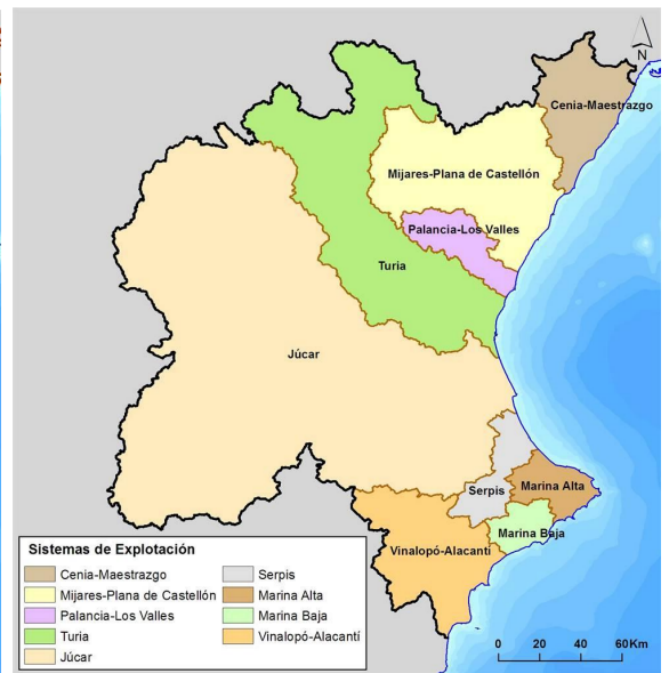 N
Cenia-Maestrazgo
Mijares-Plana de Castellón
Palancia-Los Valles
Turia
Júcar
Serpis
Marina Alta
Marina Baja
Vinalopó-Alacantí
Sistemas de Explotación
Cenia-Maestrazgo
Mijares-Plana de Castellón
Palancia-Los Valles
Turia
Júcar
Serpis
Marina Alta
Marina Baja
Vinalopó-Alacantí
0 20 40 60Km